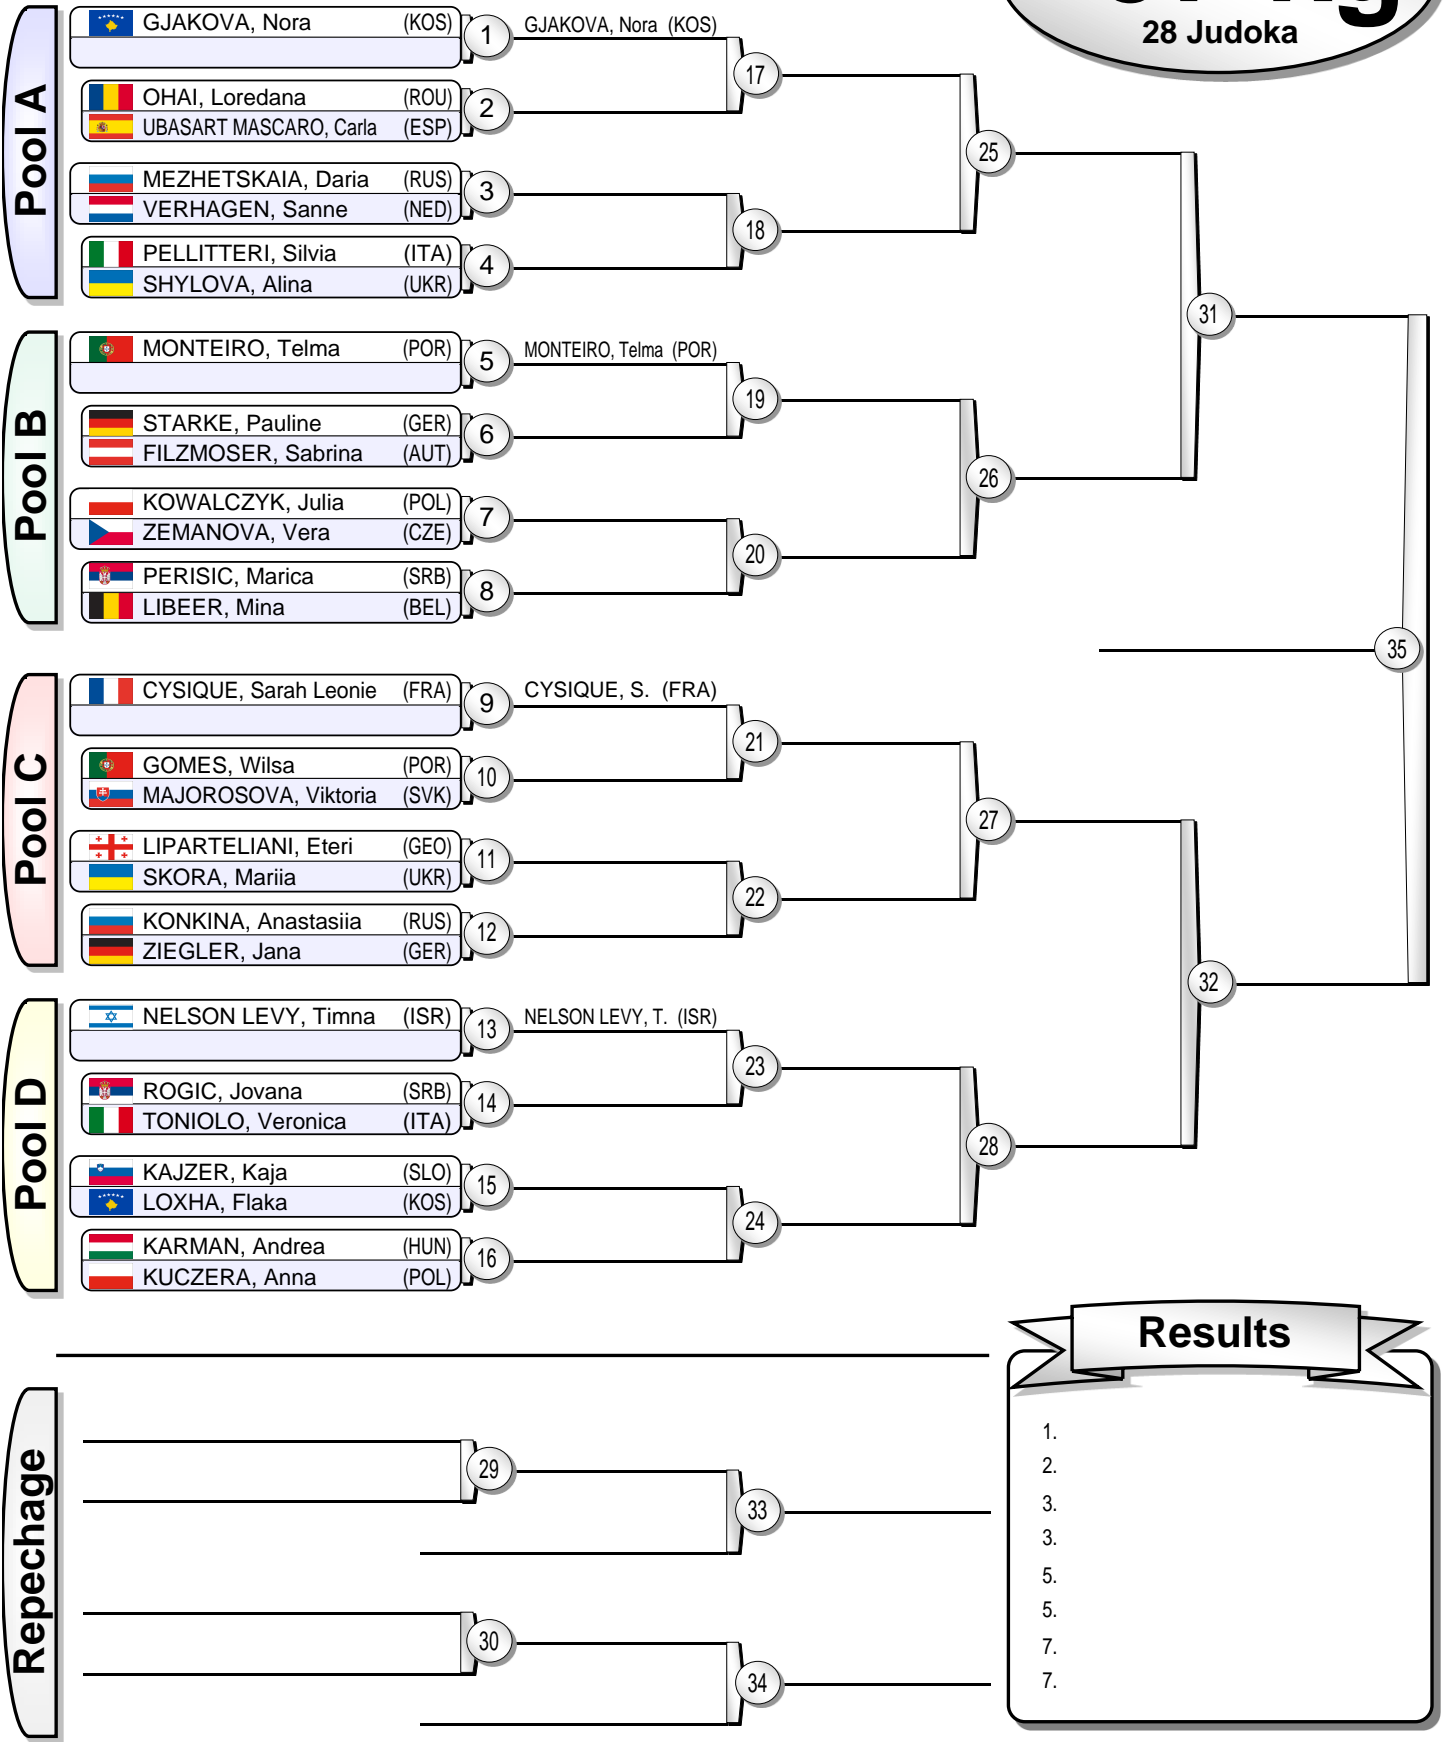 28 Judoka
Pool A
GJAKOVA, Nora (KOS) 1 GJAKOVA, Nora (KOS)
17
OHAI, Loredana (ROU)
2
UBASART MASCARO, Carla (ESP)
25
MEZHETSKAIA, Daria (RUS)
3
VERHAGEN, Sanne (NED)
18
PELLITTERI, Silvia (ITA)
4
SHYLOVA, Alina (UKR)
31
Pool B
MONTEIRO, Telma (POR) 5 MONTEIRO, Telma (POR)
19
STARKE, Pauline (GER)
6
FILZMOSER, Sabrina (AUT)
26
KOWALCZYK, Julia (POL)
7
ZEMANOVA, Vera (CZE)
20
PERISIC, Marica (SRB)
8
LIBEER, Mina (BEL)
35
Pool C
CYSIQUE, Sarah Leonie (FRA) 9 CYSIQUE, S. (FRA)
21
GOMES, Wilsa (POR)
10
MAJOROSOVA, Viktoria (SVK)
27
LIPARTELIANI, Eteri (GEO)
11
SKORA, Mariia (UKR)
22
KONKINA, Anastasiia (RUS)
12
ZIEGLER, Jana (GER)
32
Pool D
NELSON LEVY, Timna (ISR) 13 NELSON LEVY, T. (ISR)
23
ROGIC, Jovana (SRB)
14
TONIOLO, Veronica (ITA)
28
KAJZER, Kaja (SLO)
15
LOXHA, Flaka (KOS)
24
KARMAN, Andrea (HUN)
16
KUCZERA, Anna (POL)
Repechage
29
33
30
34
Results
1.
2.
3.
3.
5.
5.
7.
7.